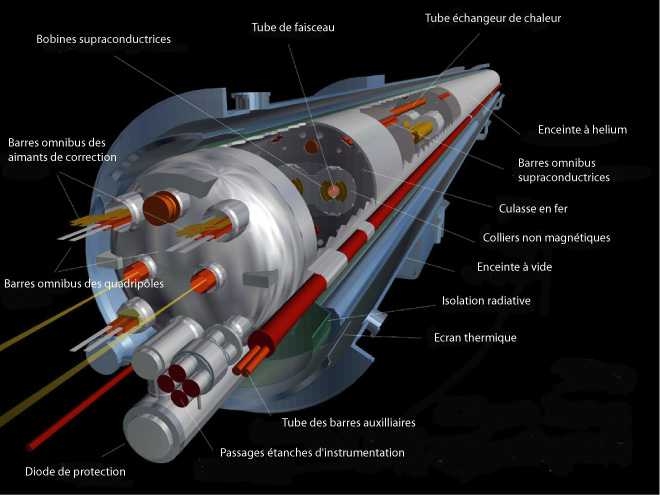 Tube échangeur de chaleur
Tube de faisceau
Bobines supraconductrices
Enceinte à helium
Barres omnibus des
aimants de correction
Barres omnibus
supraconductrices
Culasse en fer
Colliers non magnétiques
Enceinte à vide
Barres omnibus des quadripôles
Isolation radiative
Ecran thermique
Tube des barres auxilliaires
Passages étanches d'instrumentation
Diode de protection